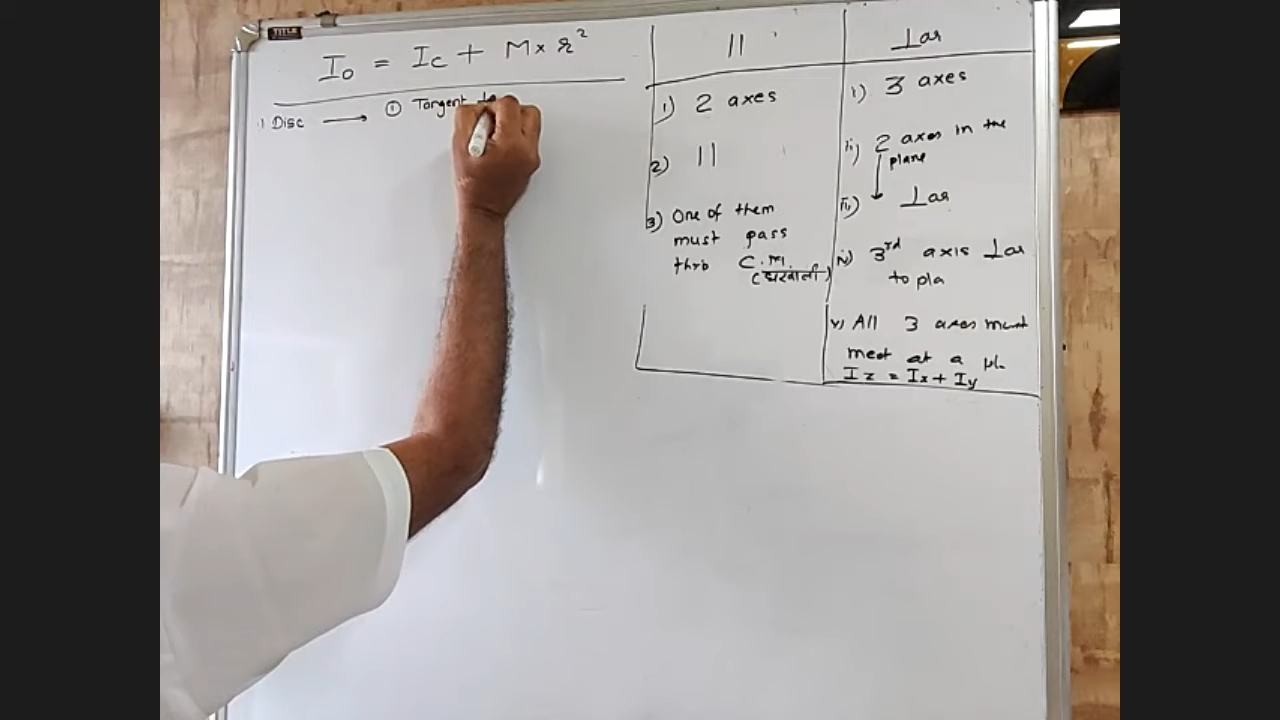 TITLE
I₀ = I_C + M × r²
1) Disc → ① Tangent
||
1) 2 axes
2) ||
3) One of them
must pass
thro C.M.
(घरवाली)
⊥ar
i) 3 axes
ii) 2 axes in the
plane
iii) ⊥ar
iv) 3rd axis ⊥ar
to pla
v) All 3 axes must
meet at a
Iz = Ix + Iy